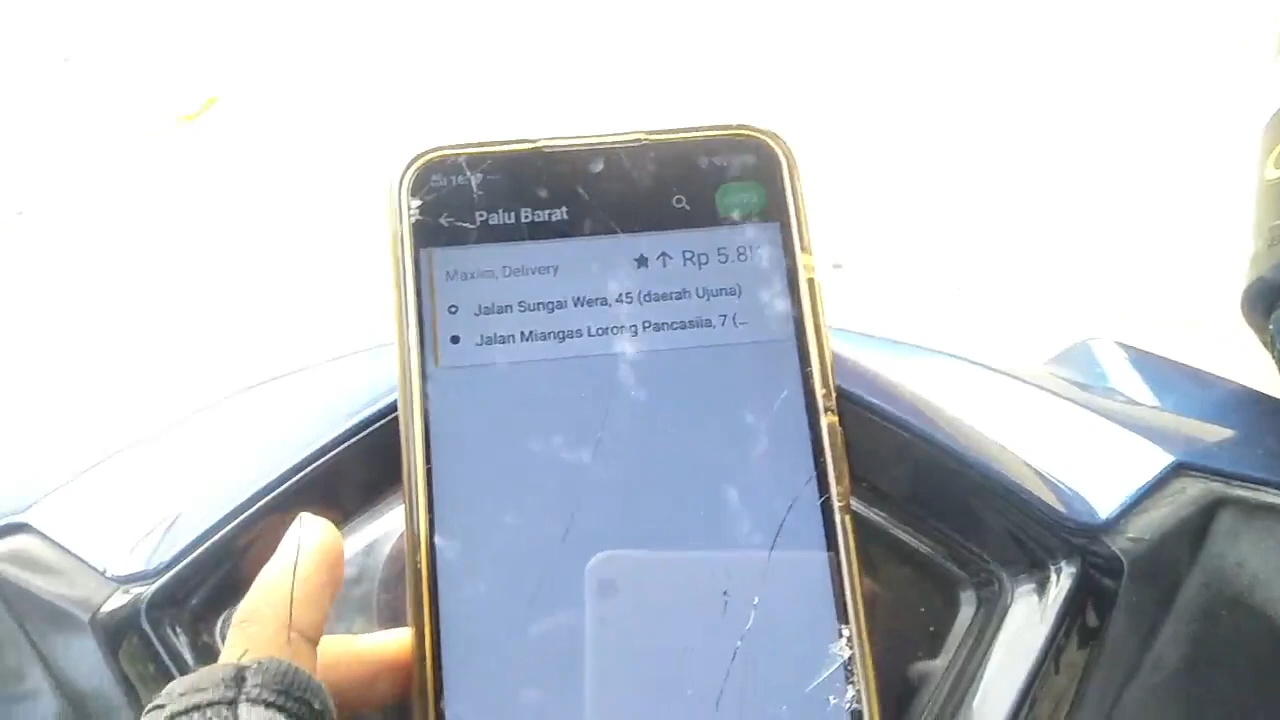 Palu Barat
Maxim, Delivery
Rp 5.8
Jalan Sungai Wera, 45 (daerah Ujuna)
Jalan Miangas Lorong Pancasila, 7 (...